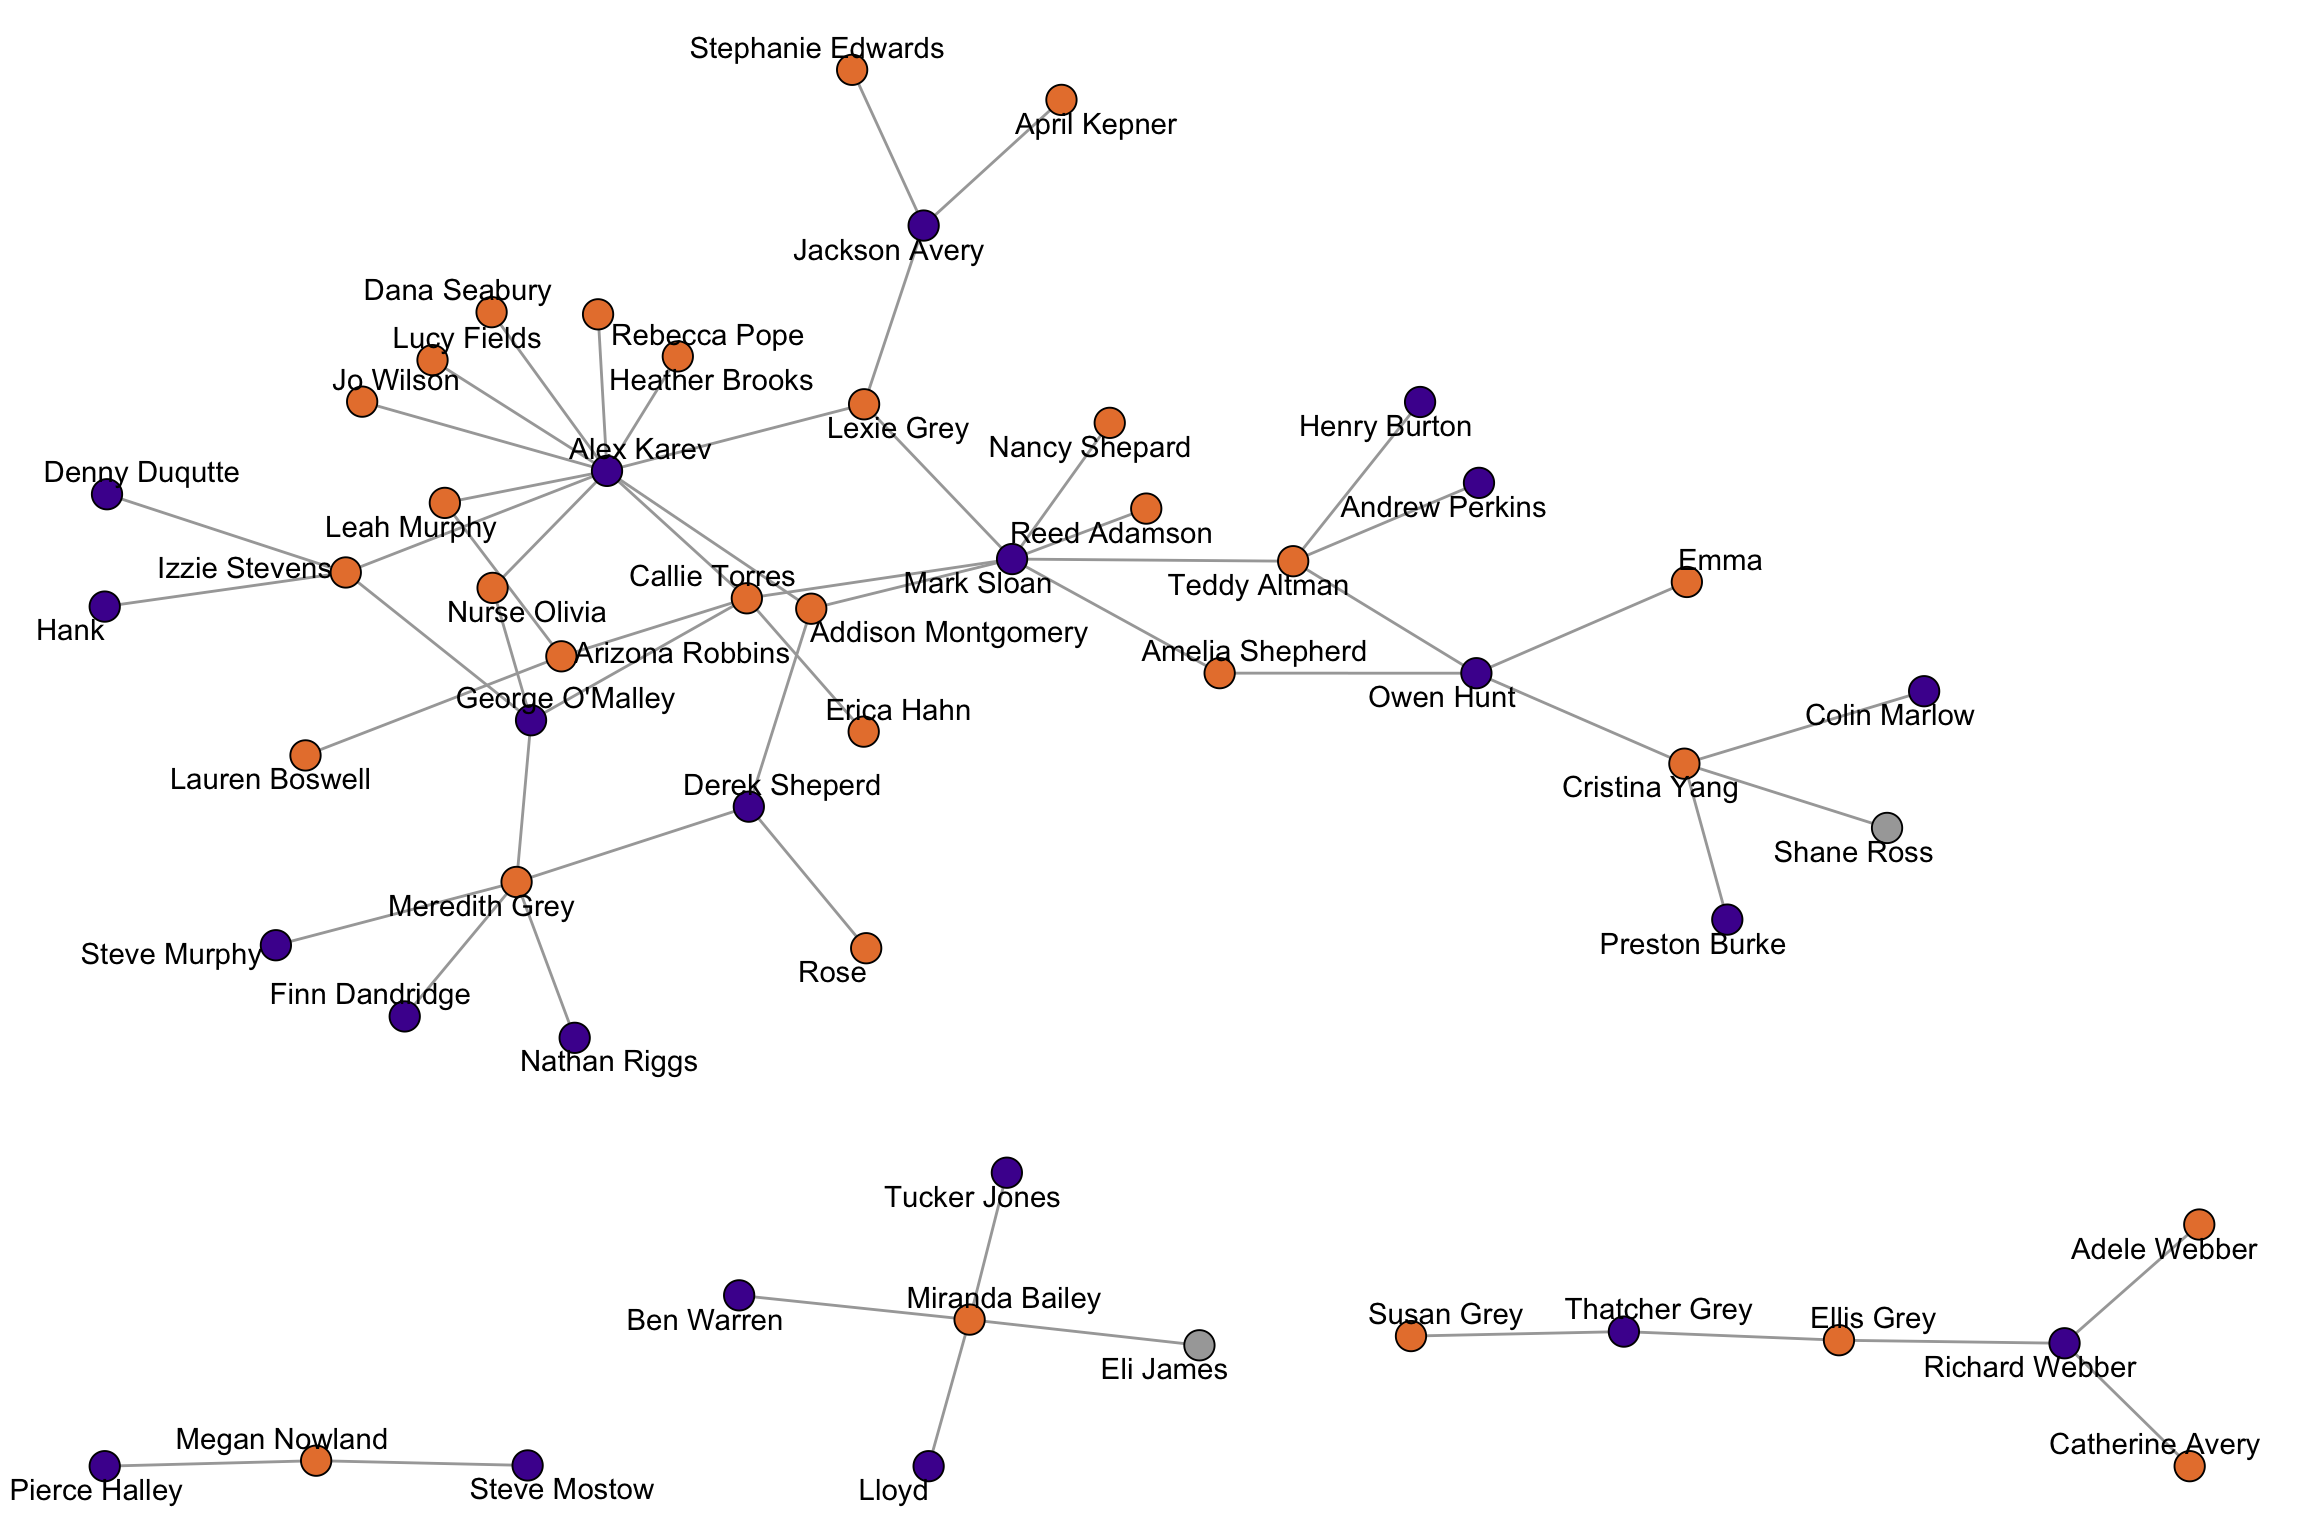 Stephanie Edwards
April Kepner
Jackson Avery
Dana Seabury
Lucy Fields
Rebecca Pope
Jo Wilson
Heather Brooks
Alex Karev
Lexie Grey
Henry Burton
Nancy Shepard
Denny Duqutte
Andrew Perkins
Leah Murphy
Reed Adamson
Izzie Stevens
Emma
Callie Torres
Mark Sloan
Teddy Altman
Nurse Olivia
Hank
Addison Montgomery
Arizona Robbins
Amelia Shepherd
George O'Malley
Owen Hunt
Erica Hahn
Colin Marlow
Lauren Boswell
Derek Sheperd
Cristina Yang
Shane Ross
Meredith Grey
Preston Burke
Steve Murphy
Rose
Finn Dandridge
Nathan Riggs
Tucker Jones
Adele Webber
Miranda Bailey
Ben Warren
Susan Grey
Thatcher Grey
Ellis Grey
Eli James
Richard Webber
Megan Nowland
Catherine Avery
Pierce Halley
Steve Mostow
Lloyd